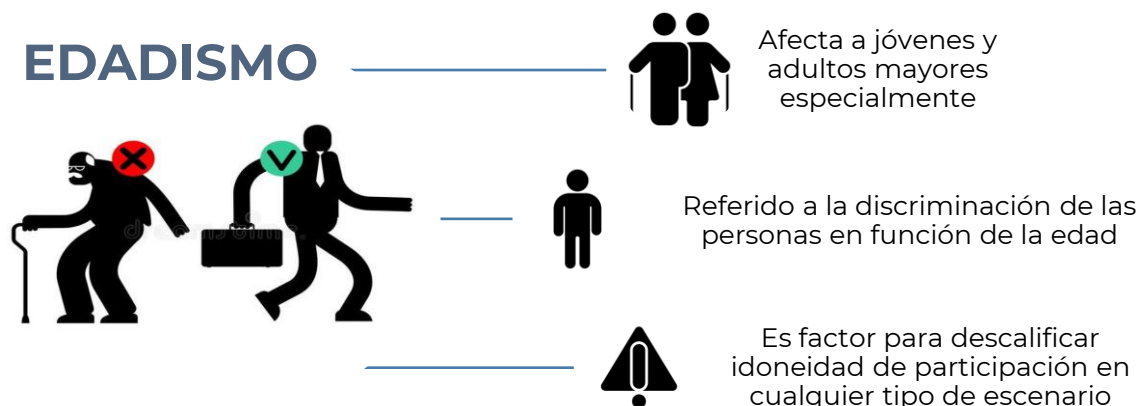 EDADISMO
Afecta a jóvenes y
adultos mayores
especialmente
Referido a la discriminación de las
personas en función de la edad
Es factor para descalificar
idoneidad de participación en
cualquier tipo de escenario